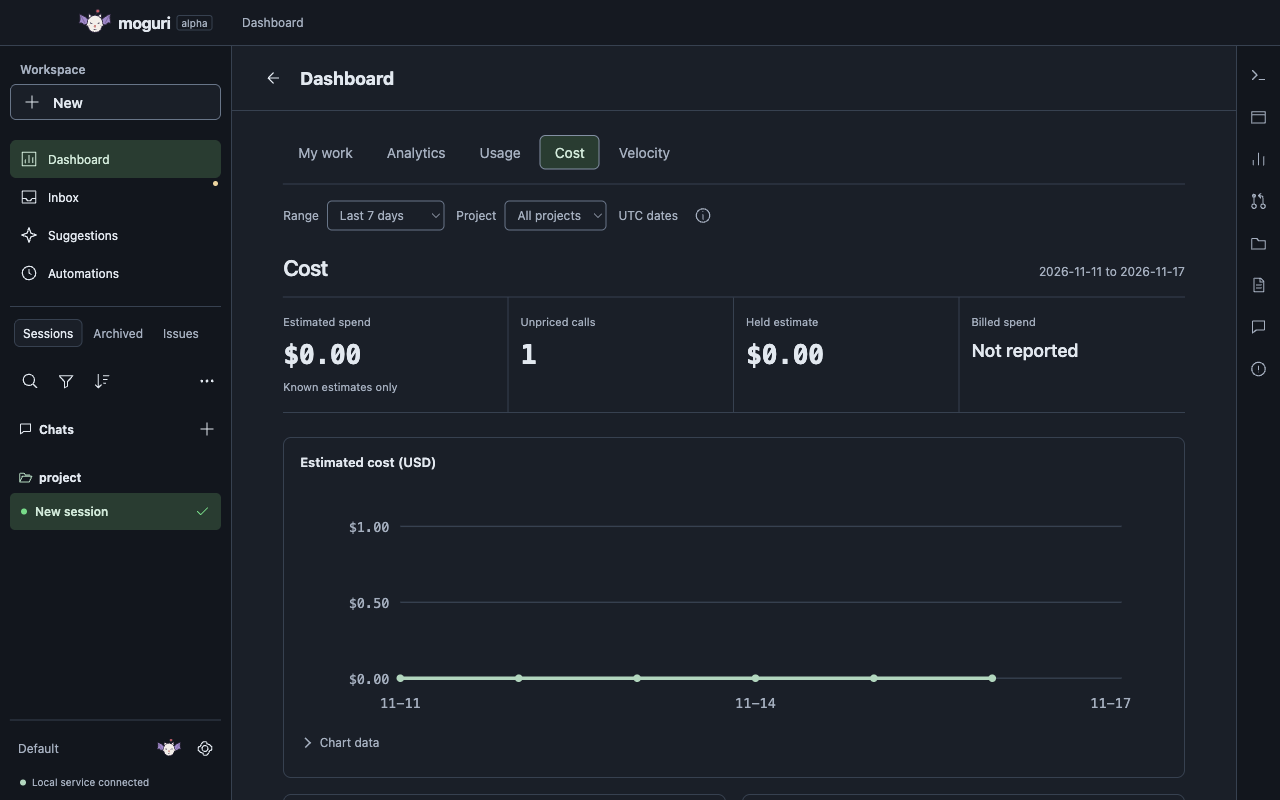 moguri alpha Dashboard
Workspace
New
Dashboard
Inbox
Suggestions
Automations
Sessions Archived Issues
Chats
project
New session
Default
Local service connected
Dashboard
My work Analytics Usage Cost Velocity
Range Last 7 days Project All projects UTC dates
Cost 2026-11-11 to 2026-11-17
Estimated spend
$0.00
Known estimates only
Unpriced calls
1
Held estimate
$0.00
Billed spend
Not reported
Estimated cost (USD)
$1.00
$0.50
$0.00
11–11 11–14 11–17
Chart data